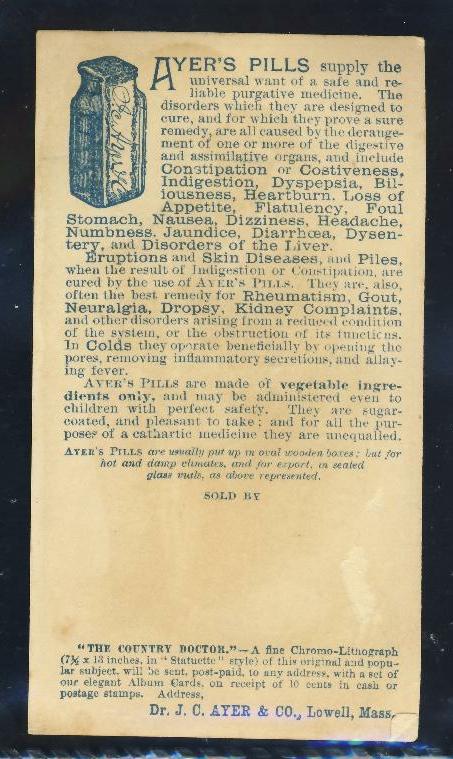 AYER'S PILLS supply the
universal want of a safe and re-
liable purgative medicine. The
disorders which they are designed to
cure, and for which they prove a sure
remedy, are all caused by the derange-
ment of one or more of the digestive
and assimilative organs, and include
Constipation or Costiveness,
Indigestion, Dyspepsia, Bil-
iousness, Heartburn, Loss of
Appetite, Flatulency, Foul
Stomach, Nausea, Dizziness, Headache,
Numbness, Jaundice, Diarrhœa, Dysen-
tery, and Disorders of the Liver.
Eruptions and Skin Diseases, and Piles,
when the result of Indigestion or Constipation, are
cured by the use of AYER'S PILLS. They are, also,
often the best remedy for Rheumatism, Gout,
Neuralgia, Dropsy, Kidney Complaints,
and other disorders arising from a reduced condition
of the system, or the obstruction of its functions.
In Colds they operate beneficially by opening the
pores, removing inflammatory secretions, and allay-
ing fever.
AYER'S PILLS are made of vegetable ingre-
dients only, and may be administered even to
children with perfect safety. They are sugar-
coated, and pleasant to take; and for all the pur-
poses of a cathartic medicine they are unequalled.
AYER'S PILLS are usually put up in oval wooden boxes; but for
hot and damp climates, and for export, in sealed
glass vials, as above represented.
SOLD BY
"THE COUNTRY DOCTOR."—A fine Chromo-Lithograph
(7½ x 13 inches, in "Statuette" style) of this original and popu-
lar subject, will be sent, post-paid, to any address, with a set of
our elegant Album Cards, on receipt of 10 cents in cash or
postage stamps. Address,
Dr. J. C. AYER & CO., Lowell, Mass.